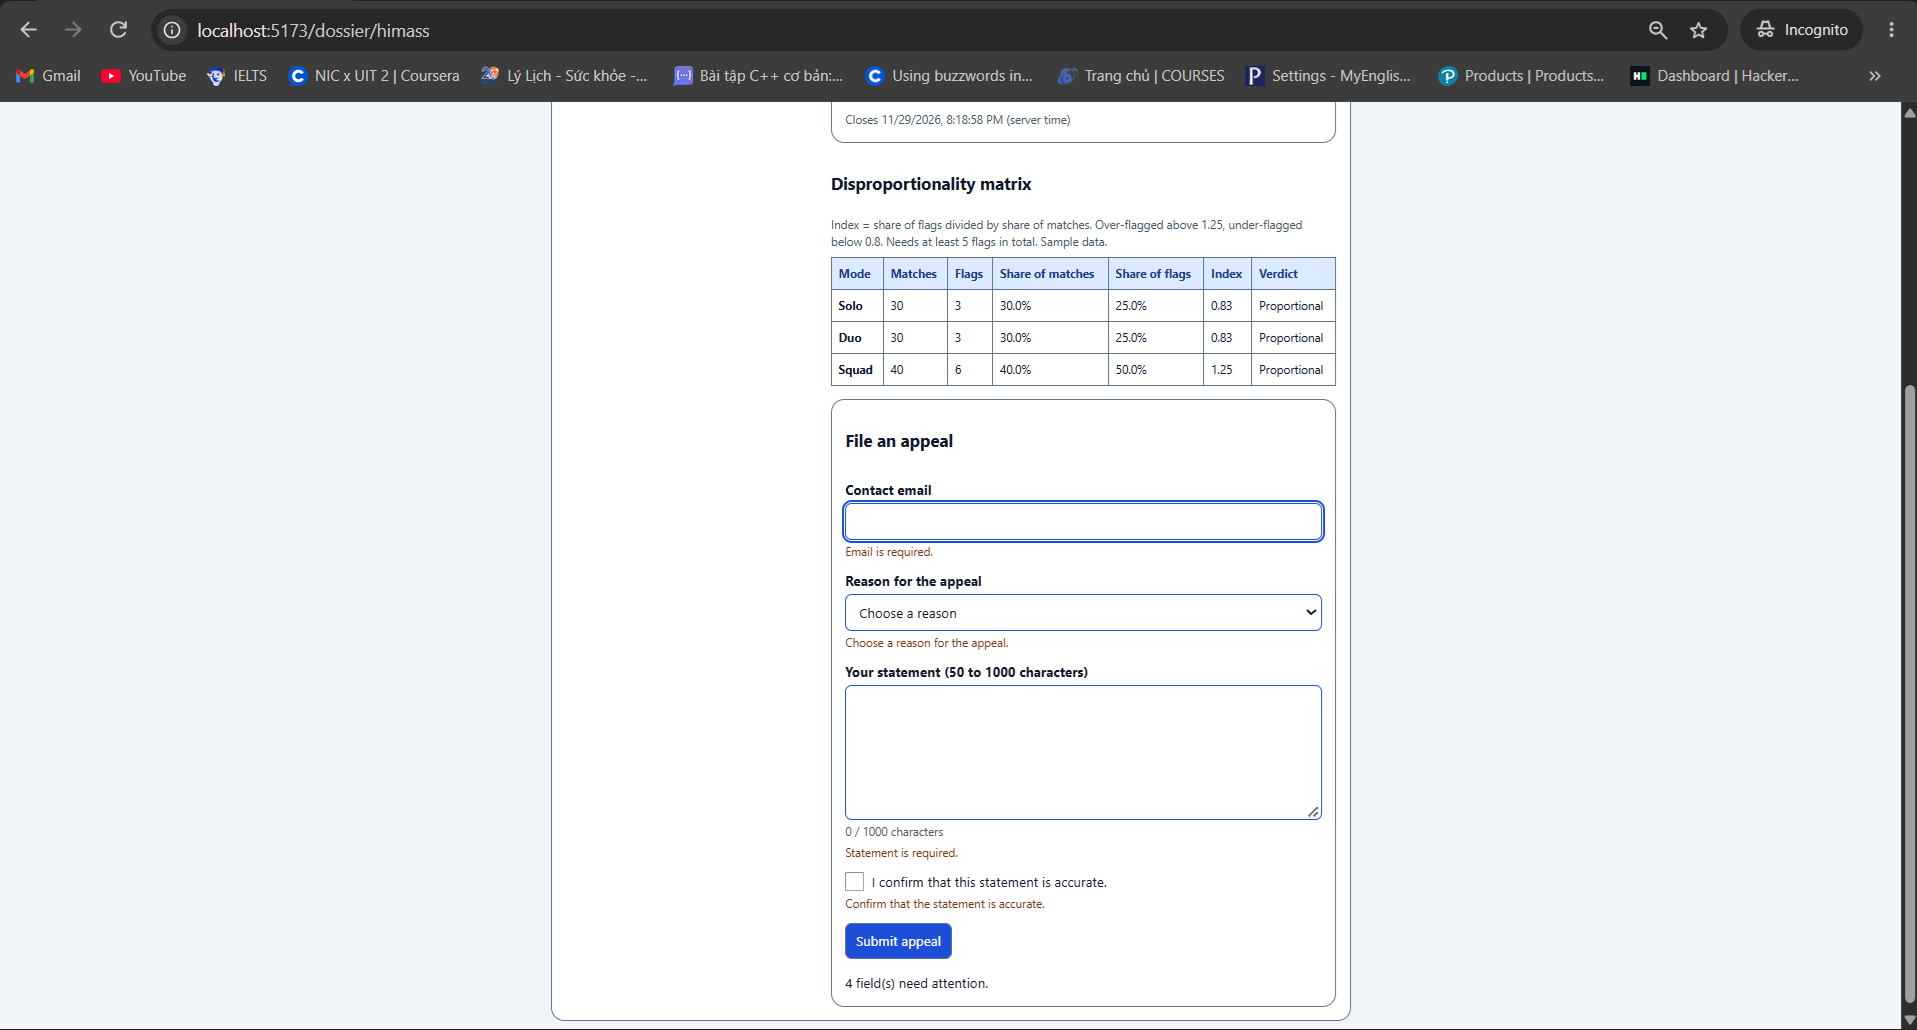 localhost:5173/dossier/himass
Incognito
Gmail
YouTube
IELTS
NIC x UIT 2 | Coursera
Lý Lịch - Sức khỏe -...
Bài tập C++ cơ bản:...
Using buzzwords in...
Trang chủ | COURSES
Settings - MyEnglis...
Products | Products...
Dashboard | Hacker...
Closes 11/29/2026, 8:18:58 PM (server time)
Disproportionality matrix
Index = share of flags divided by share of matches. Over-flagged above 1.25, under-flagged
below 0.8. Needs at least 5 flags in total. Sample data.
Mode Matches Flags Share of matches Share of flags Index Verdict
Solo 30 3 30.0% 25.0% 0.83 Proportional
Duo 30 3 30.0% 25.0% 0.83 Proportional
Squad 40 6 40.0% 50.0% 1.25 Proportional
File an appeal
Contact email
Email is required.
Reason for the appeal
Choose a reason
Choose a reason for the appeal.
Your statement (50 to 1000 characters)
0 / 1000 characters
Statement is required.
I confirm that this statement is accurate.
Confirm that the statement is accurate.
Submit appeal
4 field(s) need attention.